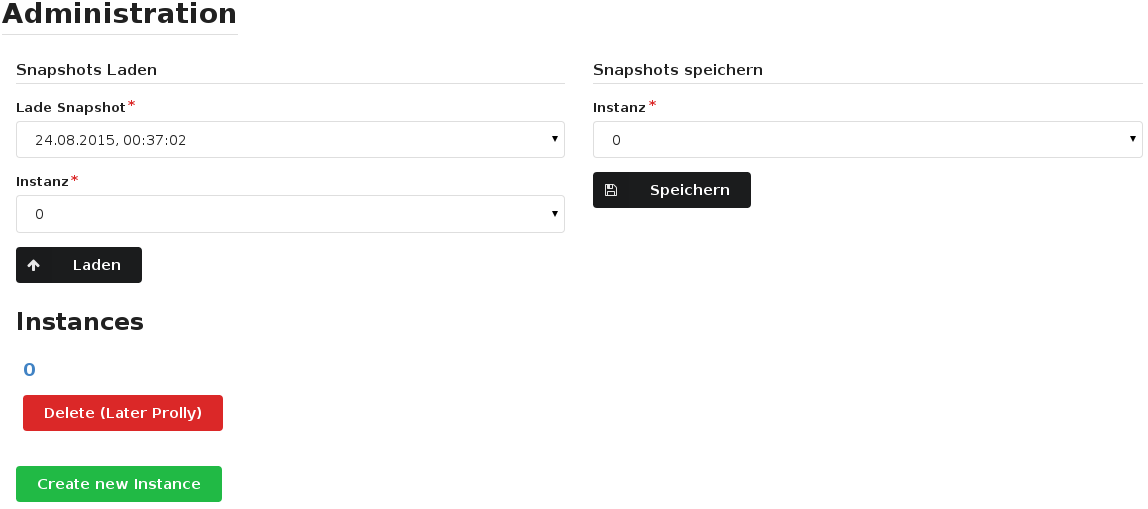 Administration
Snapshots Laden
Lade Snapshot*
24.08.2015, 00:37:02
Instanz*
0
Laden
Snapshots speichern
Instanz*
0
Speichern
Instances
0
Delete (Later Prolly)
Create new Instance